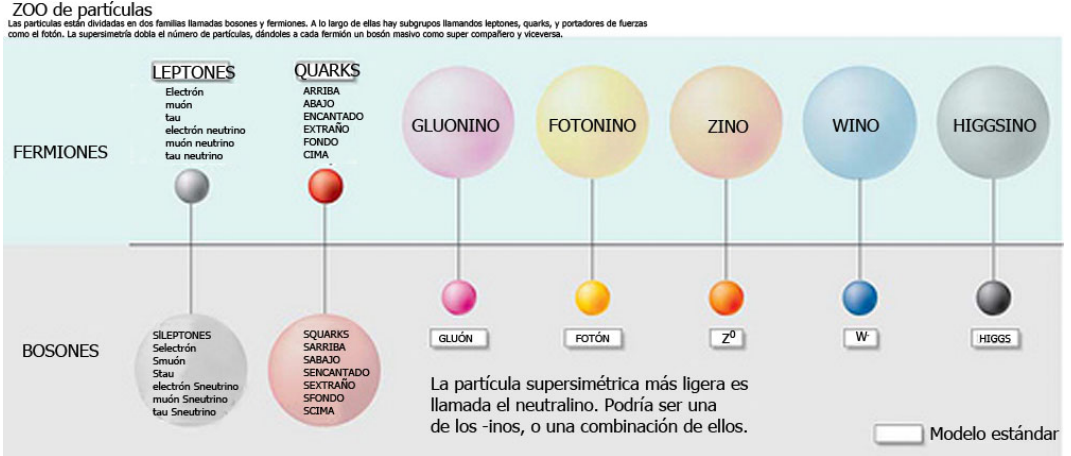 ZOO de partículas
Las particulas están dividadas en dos familias llamadas bosones y fermiones. A lo largo de ellas hay subgrupos llamandos leptones, quarks, y portadores de fuerzas
como el fotón. La supersimetría dobla el número de partículas, dándoles a cada fermión un bosón masivo como super compañero y viceversa.
FERMIONES
LEPTONES
Electrón
muón
tau
electrón neutrino
muón neutrino
tau neutrino
QUARKS
ARRIBA
ABAJO
ENCANTADO
EXTRAÑO
FONDO
CIMA
GLUONINO
FOTONINO
ZINO
WINO
HIGGSINO
BOSONES
SlLEPTONES
Selectrón
Smuón
Stau
electrón Sneutrino
muón Sneutrino
tau Sneutrino
SQUARKS
SARRIBA
SABAJO
SENCANTADO
SEXTRAÑO
SFONDO
SCIMA
GLUÓN
FOTÓN
Z⁰
W-
HIGGS
La partícula supersimétrica más ligera es
llamada el neutralino. Podría ser una
de los -inos, o una combinación de ellos.
Modelo estándar